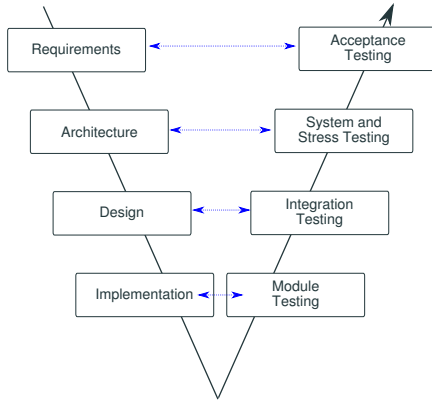 Requirements
Acceptance
Testing
Architecture
System and
Stress Testing
Design
Integration
Testing
Implementation
Module
Testing